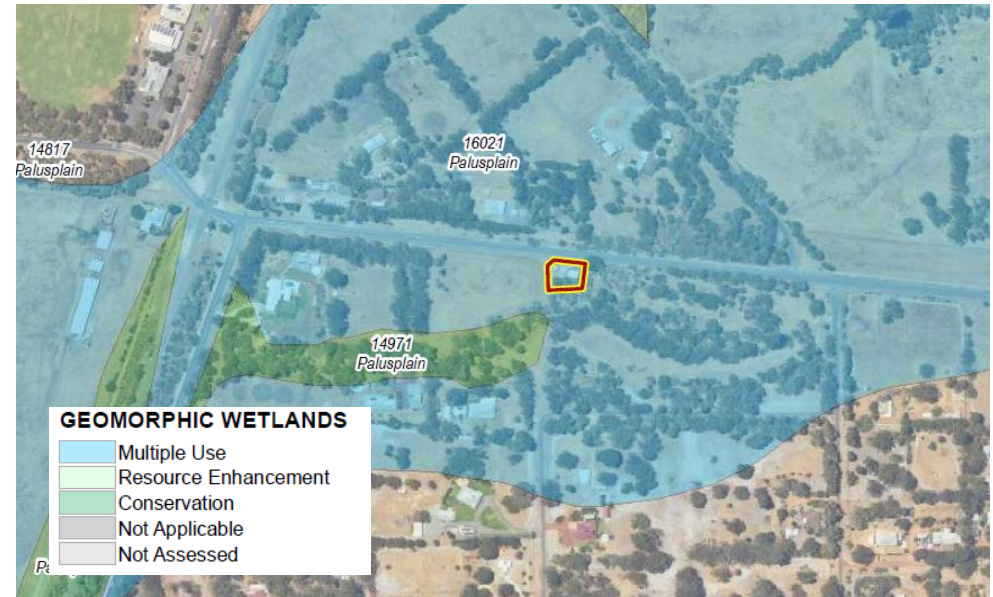 14817
Palusplain
16021
Palusplain
14971
Palusplain
GEOMORPHIC WETLANDS
Multiple Use
Resource Enhancement
Conservation
Not Applicable
Not Assessed